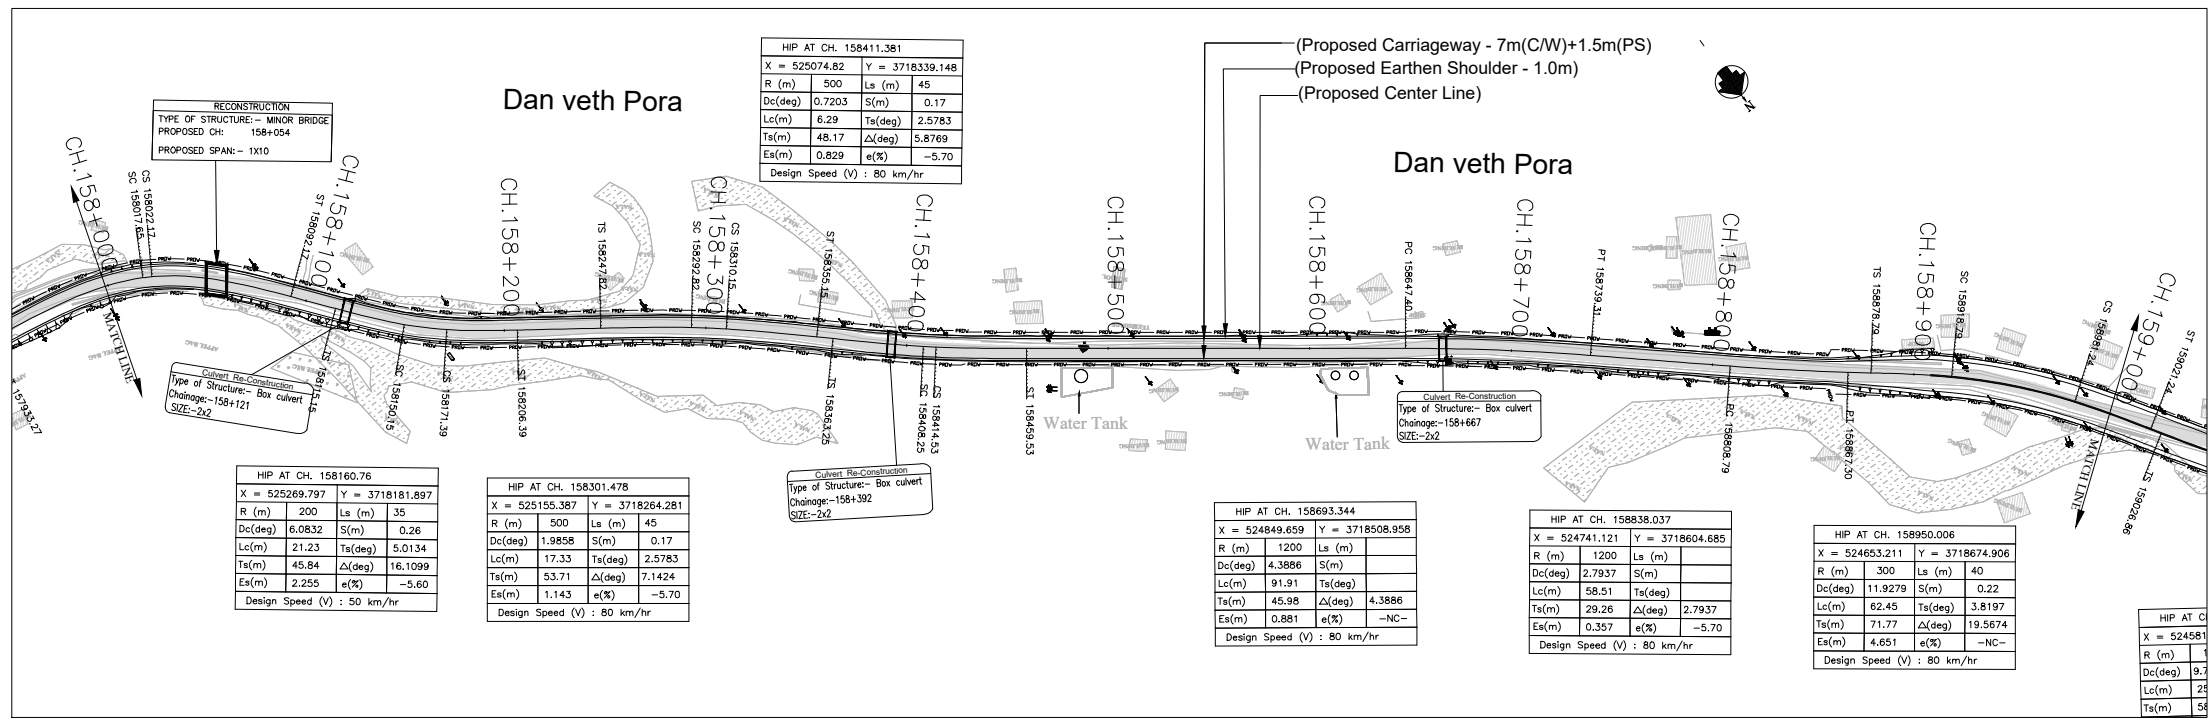 HIP AT CH. 158411.381
X = 525074.82 Y = 3718339.148
R (m) 500 Ls (m) 45
Dc(deg) 0.7203 S(m) 0.17
Lc(m) 6.29 Ts(deg) 2.5783
Ts(m) 48.17 △(deg) 5.8769
Es(m) 0.829 e(%) -5.70
Design Speed (V) : 80 km/hr
(Proposed Carriageway - 7m(C/W)+1.5m(PS)
(Proposed Earthen Shoulder - 1.0m)
(Proposed Center Line)
N
Dan veth Pora
Dan veth Pora
RECONSTRUCTION
TYPE OF STRUCTURE:- MINOR BRIDGE
PROPOSED CH: 158+054
PROPOSED SPAN:- 1X10
CH.158+000
CH.158+100
CH.158+200
CH.158+300
CH.158+400
CH.158+500
CH.158+600
CH.158+700
CH.158+800
CH.158+900
CH.159+000
CS 158022.17
SC 158017.65
ST 158092.17
TS 158247.82
SC 158292.82
CS 158310.15
ST 158355.15
PC 158647.40
PT 158739.31
TS 158878.79
SC 158918.79
CS 158981.24
ST 159021.24
157933.27
TS 158115.15
SC 158150.15
CS 158171.39
ST 158206.39
TS 158363.25
SC 158408.25
CS 158414.53
ST 158459.53
PC 158808.79
PT 158867.30
TS 159026.86
MATCH LINE
MATCH LINE
Water Tank
Water Tank
Culvert Re-Construction
Type of Structure:- Box culvert
Chainage:-158+121
SIZE:-2x2
Culvert Re-Construction
Type of Structure:- Box culvert
Chainage:-158+392
SIZE:-2x2
Culvert Re-Construction
Type of Structure:- Box culvert
Chainage:-158+667
SIZE:-2x2
HIP AT CH. 158160.76
X = 525269.797 Y = 3718181.897
R (m) 200 Ls (m) 35
Dc(deg) 6.0832 S(m) 0.26
Lc(m) 21.23 Ts(deg) 5.0134
Ts(m) 45.84 △(deg) 16.1099
Es(m) 2.255 e(%) -5.60
Design Speed (V) : 50 km/hr
HIP AT CH. 158301.478
X = 525155.387 Y = 3718264.281
R (m) 500 Ls (m) 45
Dc(deg) 1.9858 S(m) 0.17
Lc(m) 17.33 Ts(deg) 2.5783
Ts(m) 53.71 △(deg) 7.1424
Es(m) 1.143 e(%) -5.70
Design Speed (V) : 80 km/hr
HIP AT CH. 158693.344
X = 524849.659 Y = 3718508.958
R (m) 1200 Ls (m)
Dc(deg) 4.3886 S(m)
Lc(m) 91.91 Ts(deg)
Ts(m) 45.98 △(deg) 4.3886
Es(m) 0.881 e(%) -NC-
Design Speed (V) : 80 km/hr
HIP AT CH. 158838.037
X = 524741.121 Y = 3718604.685
R (m) 1200 Ls (m)
Dc(deg) 2.7937 S(m)
Lc(m) 58.51 Ts(deg)
Ts(m) 29.26 △(deg) 2.7937
Es(m) 0.357 e(%) -5.70
Design Speed (V) : 80 km/hr
HIP AT CH. 158950.006
X = 524653.211 Y = 3718674.906
R (m) 300 Ls (m) 40
Dc(deg) 11.9279 S(m) 0.22
Lc(m) 62.45 Ts(deg) 3.8197
Ts(m) 71.77 △(deg) 19.5674
Es(m) 4.651 e(%) -NC-
Design Speed (V) : 80 km/hr
HIP AT
X = 524581
R (m)
Dc(deg) 9.7
Lc(m)
Ts(m)